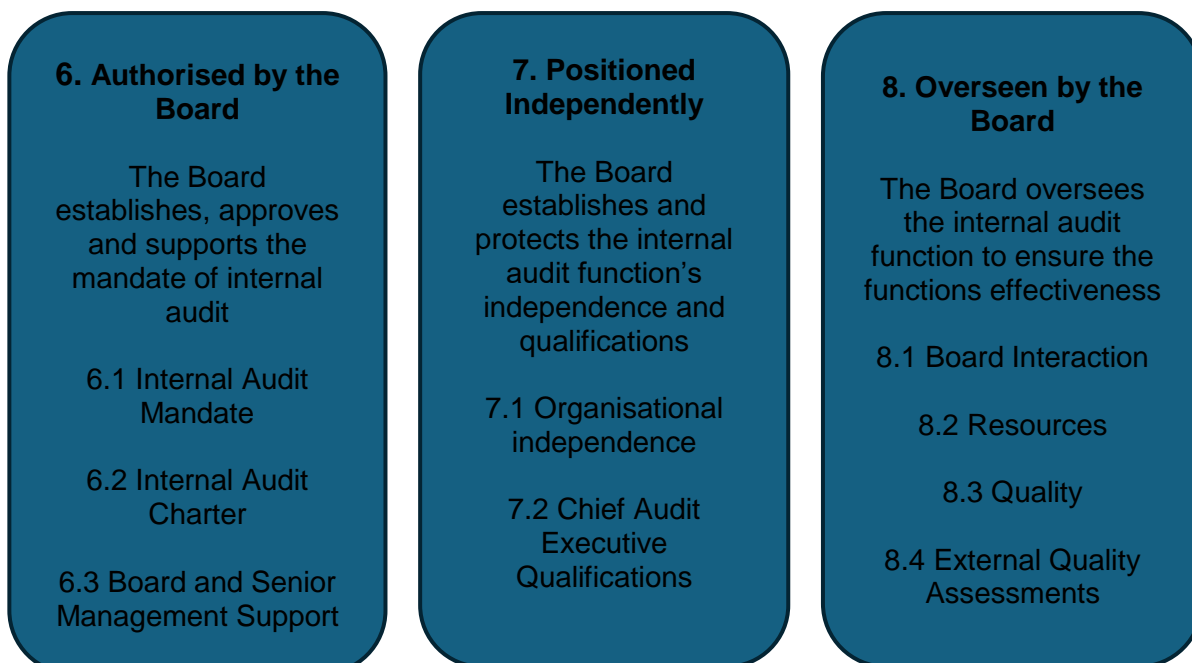 6. Authorised by the
Board
The Board
establishes, approves
and supports the
mandate of internal
audit
6.1 Internal Audit
Mandate
6.2 Internal Audit
Charter
6.3 Board and Senior
Management Support
7. Positioned
Independently
The Board
establishes and
protects the internal
audit function’s
independence and
qualifications
7.1 Organisational
independence
7.2 Chief Audit
Executive
Qualifications
8. Overseen by the
Board
The Board oversees
the internal audit
function to ensure the
functions effectiveness
8.1 Board Interaction
8.2 Resources
8.3 Quality
8.4 External Quality
Assessments